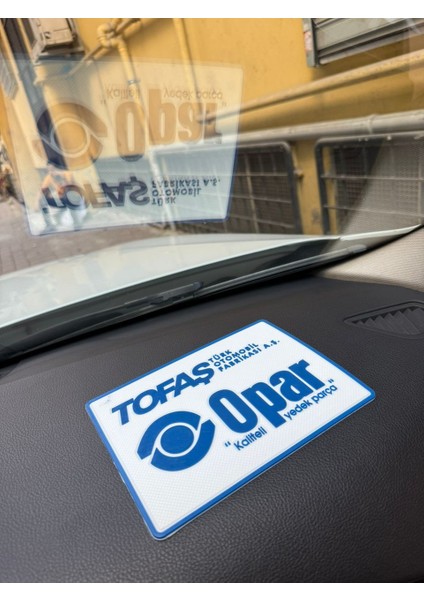 TOFAŞ TÜRK
OTOMOBİL
FABRİKASI A.Ş.
Opar
"Kaliteli yedek parça"